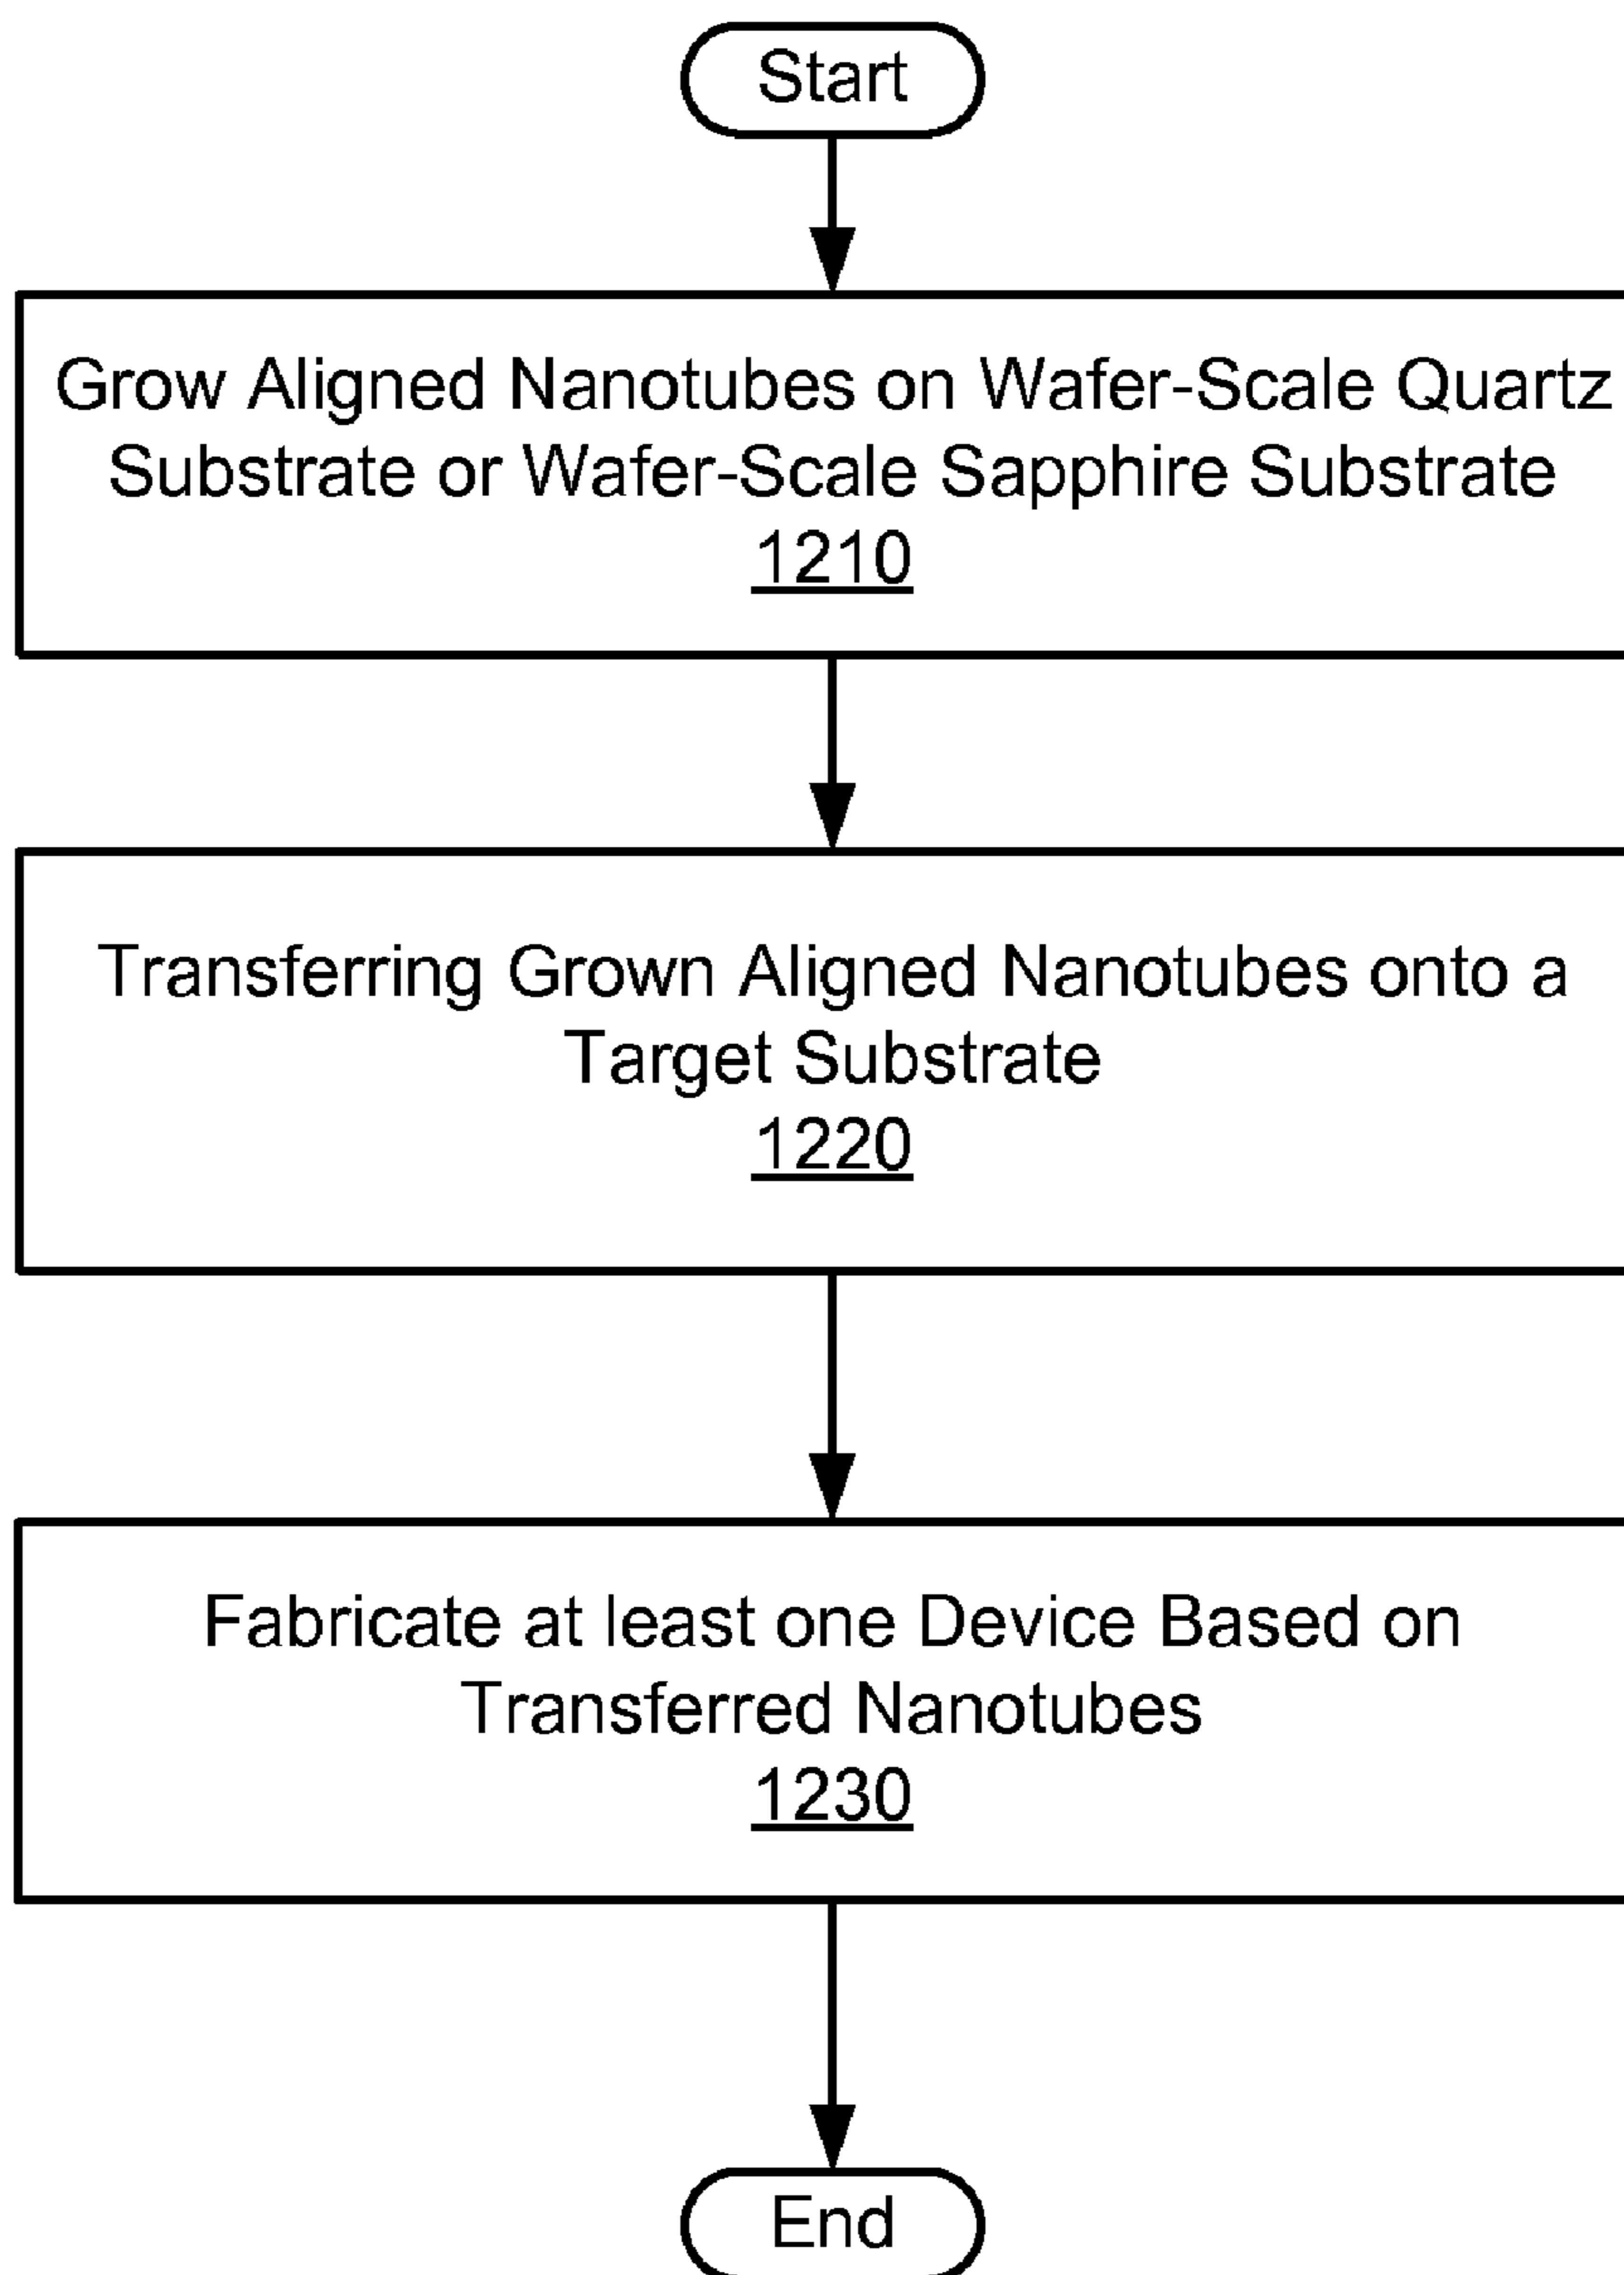 Start
Grow Aligned Nanotubes on Wafer-Scale Quartz
Substrate or Wafer-Scale Sapphire Substrate
1210
Transferring Grown Aligned Nanotubes onto a
Target Substrate
1220
Fabricate at least one Device Based on
Transferred Nanotubes
1230
End